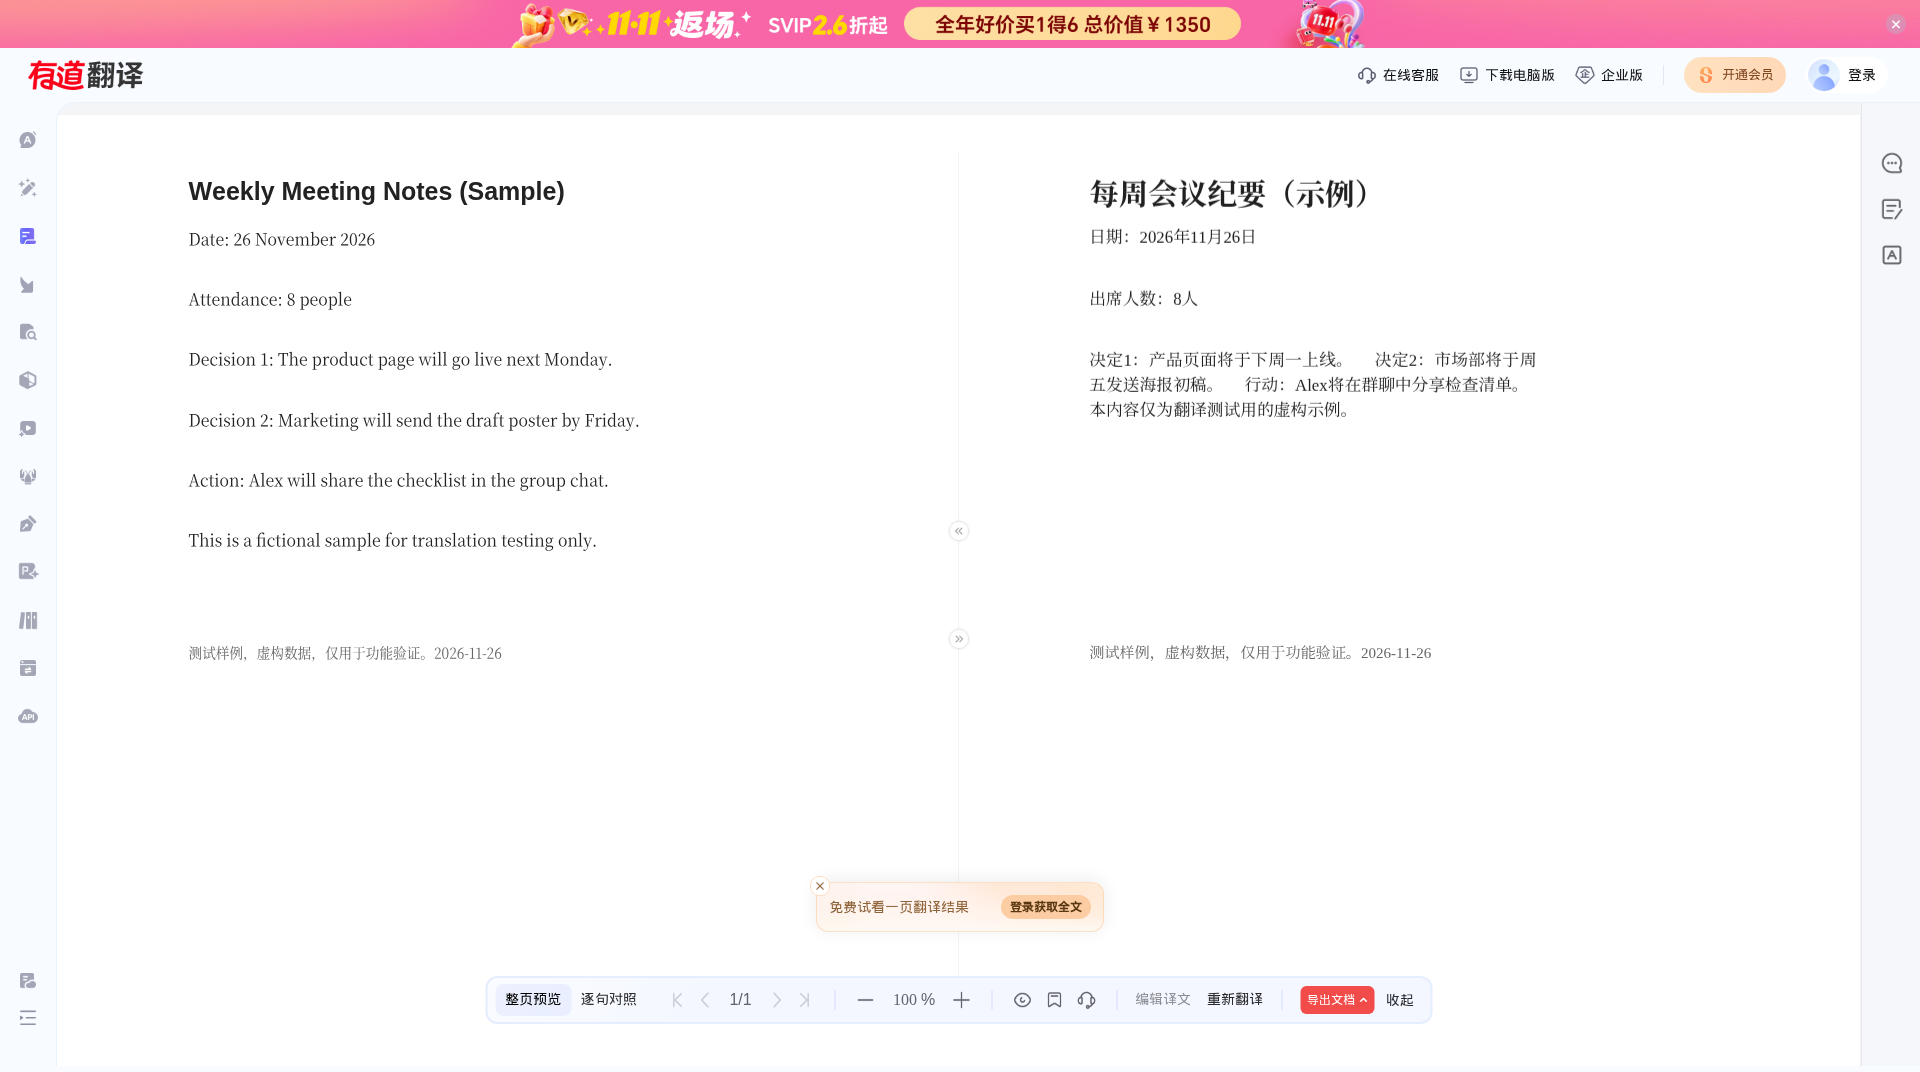 11·11 返场 SVIP2.6折起 全年好价买1得6 总价值￥1350 11.11
有道翻译
在线客服 下载电脑版 企业版 开通会员 登录
Weekly Meeting Notes (Sample)
Date: 26 November 2026
Attendance: 8 people
Decision 1: The product page will go live next Monday.
Decision 2: Marketing will send the draft poster by Friday.
Action: Alex will share the checklist in the group chat.
This is a fictional sample for translation testing only.
测试样例，虚构数据，仅用于功能验证。2026-11-26
每周会议纪要（示例）
日期：2026年11月26日
出席人数：8人
决定1：产品页面将于下周一上线。 决定2：市场部将于周
五发送海报初稿。 行动：Alex将在群聊中分享检查清单。
本内容仅为翻译测试用的虚构示例。
测试样例，虚构数据，仅用于功能验证。2026-11-26
API
免费试看一页翻译结果 登录获取全文
整页预览 逐句对照 1/1 100 % 编辑译文 重新翻译 导出文档 收起